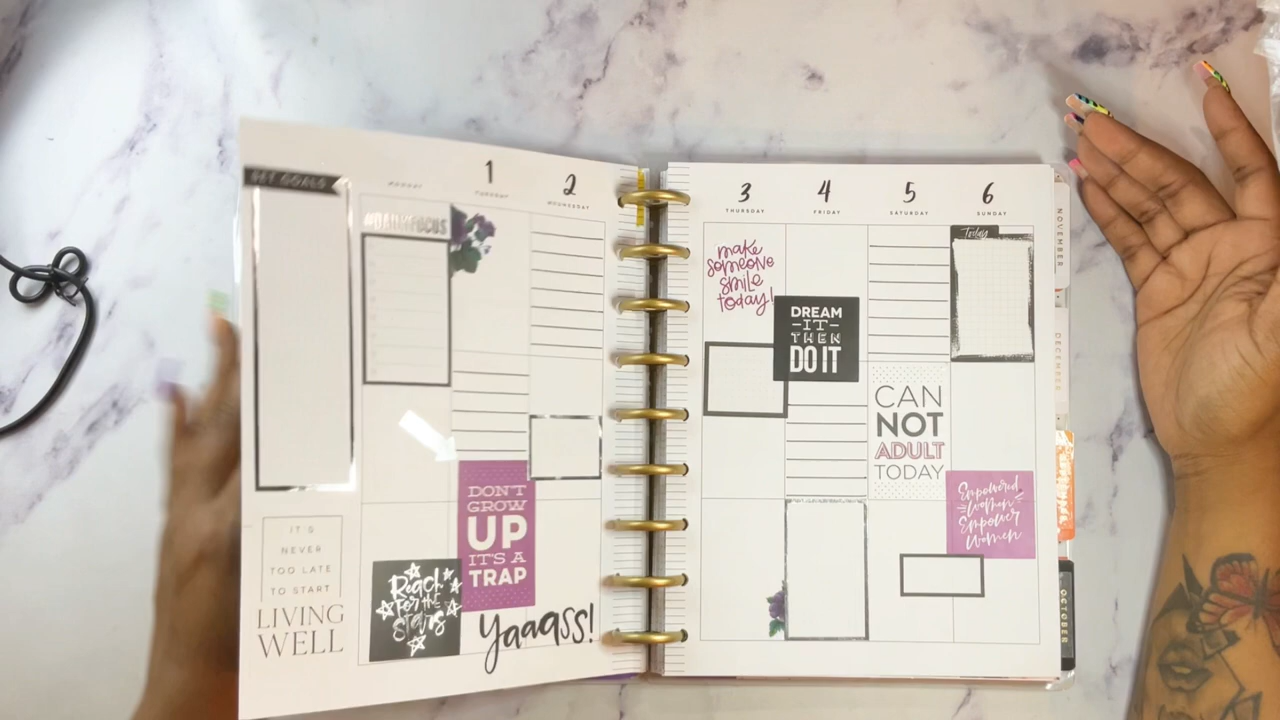 GET GOALS
MONDAY
1
TUESDAY
2
WEDNESDAY
#DAILYFOCUS
IT'S
NEVER
TOO LATE
TO START
LIVING
WELL
Reach
for the
stars
DON'T
GROW
UP
IT'S A
TRAP
yaaass!
3
THURSDAY
4
FRIDAY
5
SATURDAY
6
SUNDAY
make
someone
smile
today!
DREAM
-IT-
THEN
DO IT
CAN
NOT
ADULT
TODAY
Today
Empowered
Women
Empower
Women
NOVEMBER
DECEMBER
OCTOBER